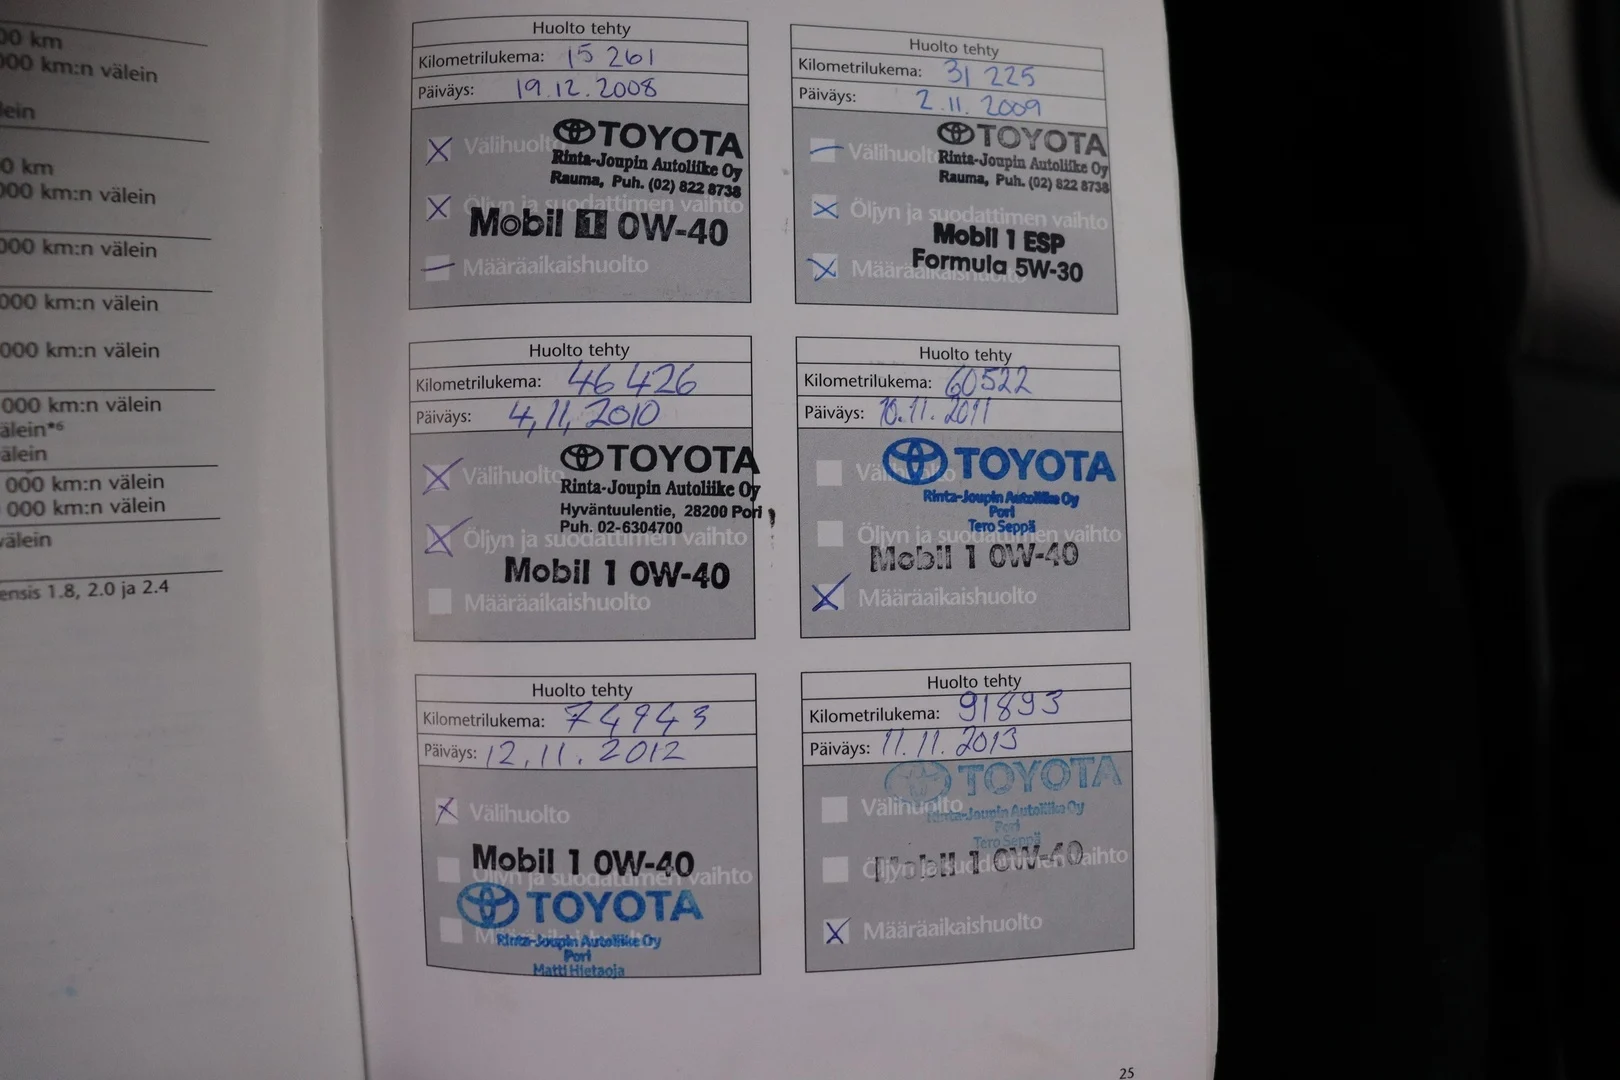 00 km
000 km:n välein
lein
0 km
000 km:n välein
000 km:n välein
000 km:n välein
000 km:n välein
000 km:n välein
älein*6
älein
000 km:n välein
000 km:n välein
välein
ensis 1.8, 2.0 ja 2.4
Huolto tehty
Kilometrilukema: 15 261
Päiväys: 19.12.2008
TOYOTA
Välihuolto
Rinta-Joupin Autoliike Oy
Rauma, Puh. (02) 822 8738
Öljyn ja suodattimen vaihto
Mobil 1 0W-40
Määräaikaishuolto
Huolto tehty
Kilometrilukema: 31 225
Päiväys: 2.11.2009
TOYOTA
Välihuolto
Rinta-Joupin Autoliike Oy
Rauma, Puh. (02) 822 8738
Öljyn ja suodattimen vaihto
Mobil 1 ESP
Formula 5W-30
Määräaikaishuolto
Huolto tehty
Kilometrilukema: 46 426
Päiväys: 4,11,2010
TOYOTA
Välihuolto
Rinta-Joupin Autoliike Oy
Hyväntuulentie, 28200 Pori
Puh. 02-6304700
Öljyn ja suodattimen vaihto
Mobil 1 0W-40
Määräaikaishuolto
Huolto tehty
Kilometrilukema: 60522
Päiväys: 10.11.2011
TOYOTA
Välihuolto
Rinta-Joupin Autoliike Oy
Pori
Tero Seppä
Öljyn ja suodattimen vaihto
Mobil 1 0W-40
Määräaikaishuolto
Huolto tehty
Kilometrilukema: 74943
Päiväys: 12.11.2012
Välihuolto
Mobil 1 0W-40
Öljyn ja suodattimen vaihto
TOYOTA
Määräaikaishuolto
Rinta-Joupin Autoliike Oy
Pori
Matti Hietaoja
Huolto tehty
Kilometrilukema: 91893
Päiväys: 11.11.2013
TOYOTA
Välihuolto
Rinta-Joupin Autoliike Oy
Pori
Tero Seppä
Mobil 1 0W-40
Öljyn ja suodattimen vaihto
Määräaikaishuolto
25